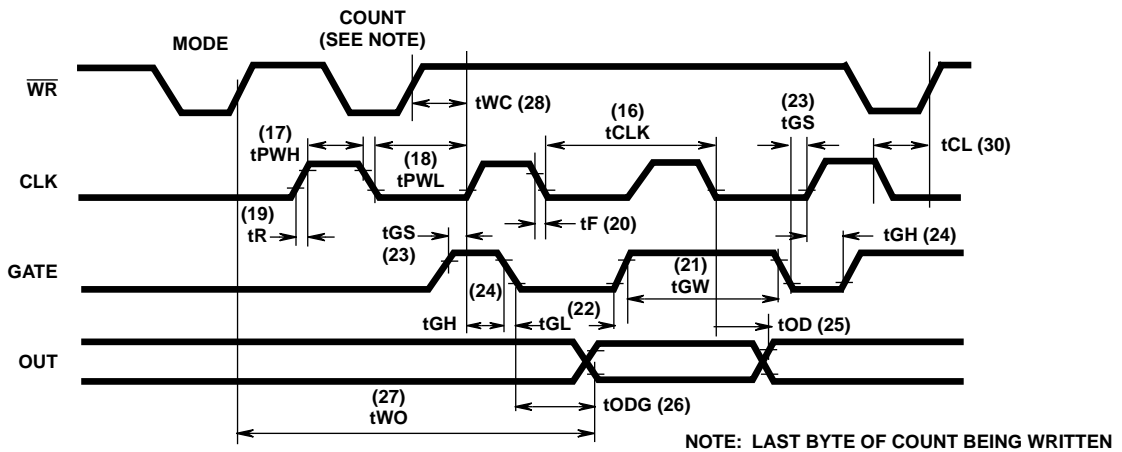 COUNT
(SEE NOTE)
MODE
WR
tWC (28)
(16)
tCLK
(23)
tGS
tCL (30)
(17)
tPWH
(18)
tPWL
CLK
(19)
tR
tF (20)
tGS
(23)
tGH (24)
GATE
(24)
(21)
tGW
(22)
tGH
tGL
tOD (25)
OUT
(27)
tWO
tODG (26)
NOTE: LAST BYTE OF COUNT BEING WRITTEN